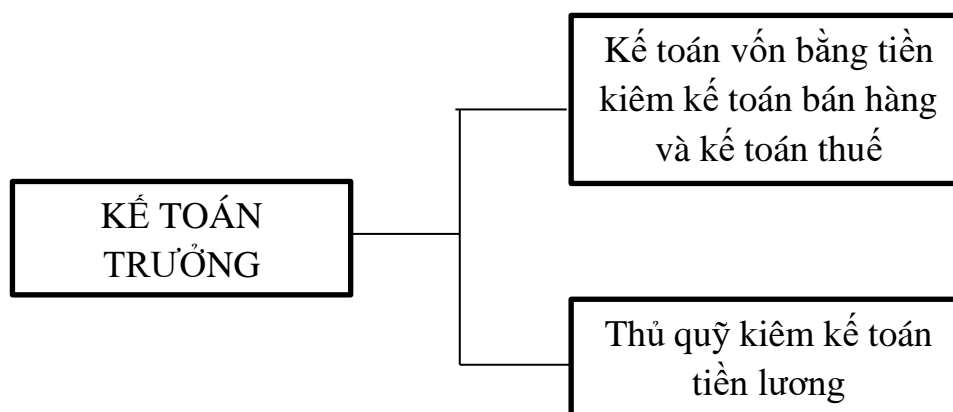 Kế toán vốn bằng tiền
kiêm kế toán bán hàng
và kế toán thuế
KẾ TOÁN
TRƯỞNG
Thủ quỹ kiêm kế toán
tiền lương